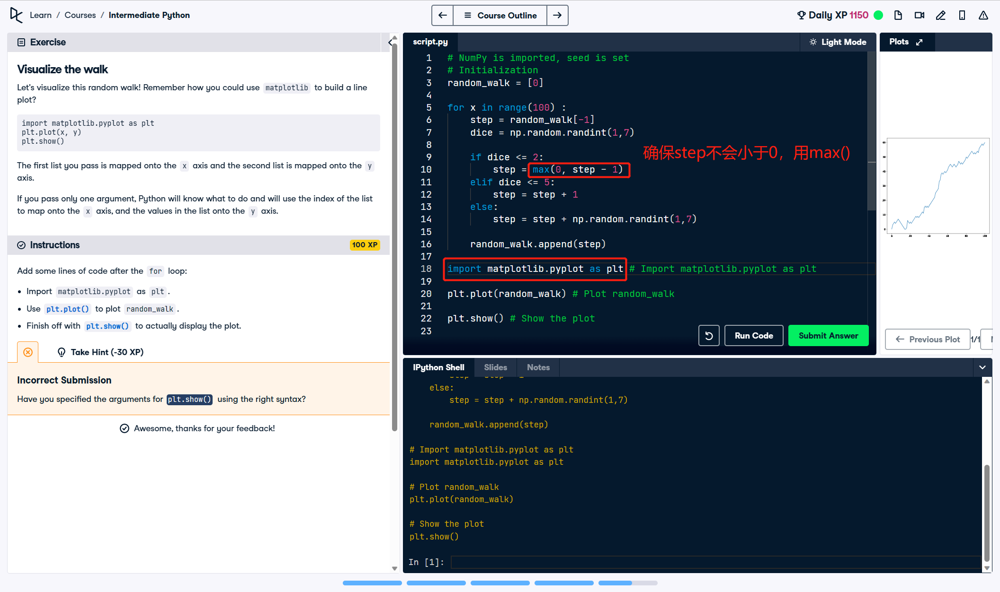 Learn / Courses / Intermediate Python
Course Outline
Daily XP 1150
Exercise
Visualize the walk
Let's visualize this random walk! Remember how you could use matplotlib to build a line
plot?
import matplotlib.pyplot as plt
plt.plot(x, y)
plt.show()
The first list you pass is mapped onto the x axis and the second list is mapped onto the y
axis.
If you pass only one argument, Python will know what to do and will use the index of the list
to map onto the x axis, and the values in the list onto the y axis.
Instructions
100 XP
Add some lines of code after the for loop:
• Import matplotlib.pyplot as plt.
• Use plt.plot() to plot random_walk.
• Finish off with plt.show() to actually display the plot.
Take Hint (-30 XP)
Incorrect Submission
Have you specified the arguments for plt.show() using the right syntax?
Awesome, thanks for your feedback!
script.py
Light Mode
1 # NumPy is imported, seed is set
2 # Initialization
3 random_walk = [0]
4
5 for x in range(100) :
6     step = random_walk[-1]
7     dice = np.random.randint(1,7)
8
9     if dice <= 2:
10         step = max(0, step - 1)
11     elif dice <= 5:
12         step = step + 1
13     else:
14         step = step + np.random.randint(1,7)
15
16     random_walk.append(step)
17
18 import matplotlib.pyplot as plt # Import matplotlib.pyplot as plt
19
20 plt.plot(random_walk) # Plot random_walk
21
22 plt.show() # Show the plot
23
确保step不会小于0，用max()
Run Code
Submit Answer
Plots
60
50
40
30
20
10
0
0 20 40 60 80 100
Previous Plot
1/1
IPython Shell
Slides
Notes
    else:
        step = step + np.random.randint(1,7)
    random_walk.append(step)
# Import matplotlib.pyplot as plt
import matplotlib.pyplot as plt
# Plot random_walk
plt.plot(random_walk)
# Show the plot
plt.show()
In [1]: